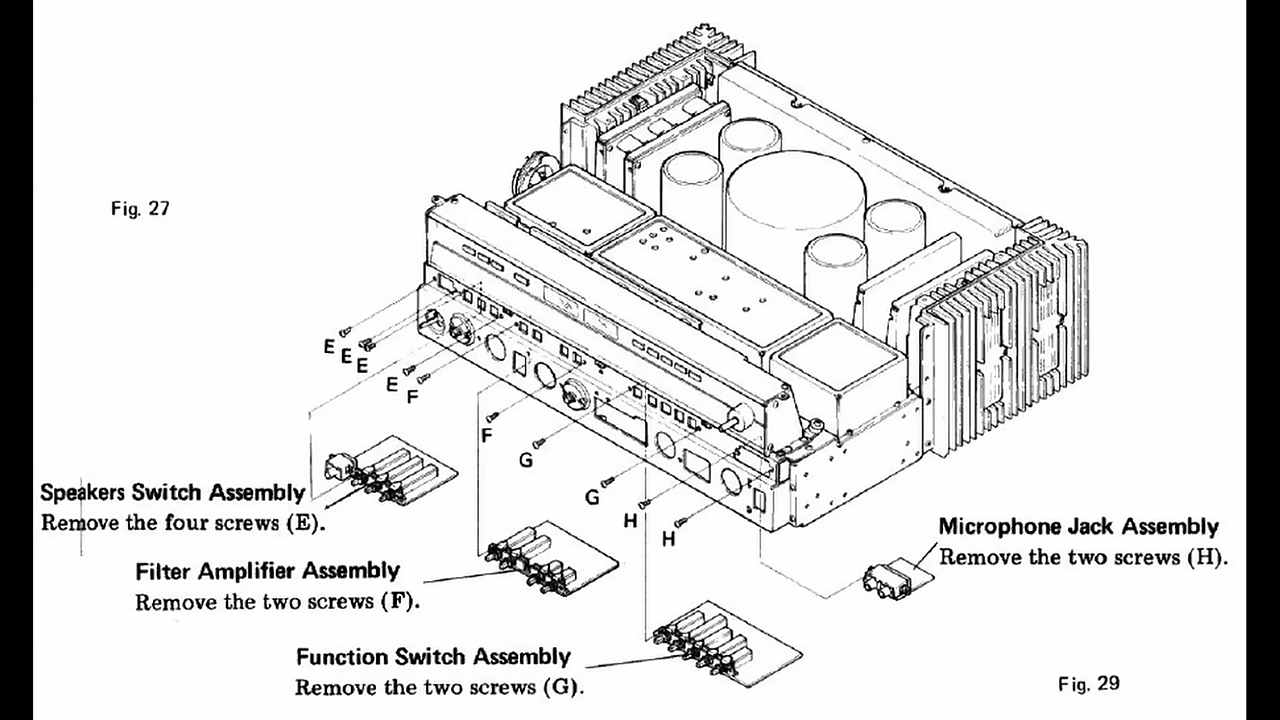 Fig. 27
E
E
E
E
F
F
G
G
H
H
Speakers Switch Assembly
Remove the four screws (E).
Microphone Jack Assembly
Remove the two screws (H).
Filter Amplifier Assembly
Remove the two screws (F).
Function Switch Assembly
Remove the two screws (G).
Fig. 29